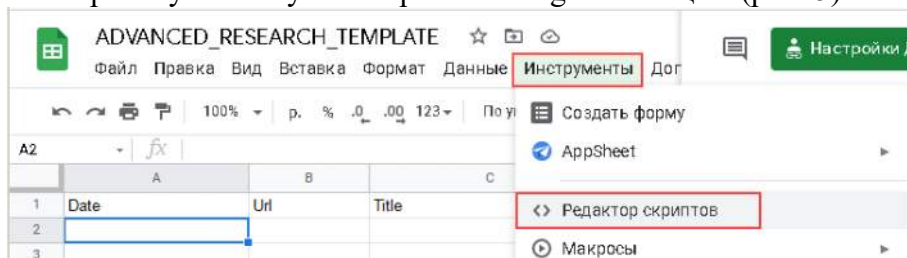 ADVANCED_RESEARCH_TEMPLATE
Настройки
Файл Правка Вид Вставка Формат Данные Инструменты
100% р. % .0 .00 123
Создать форму
A2 fx
AppSheet
A B C
1 Date Url Title
Редактор скриптов
2
Макросы
3